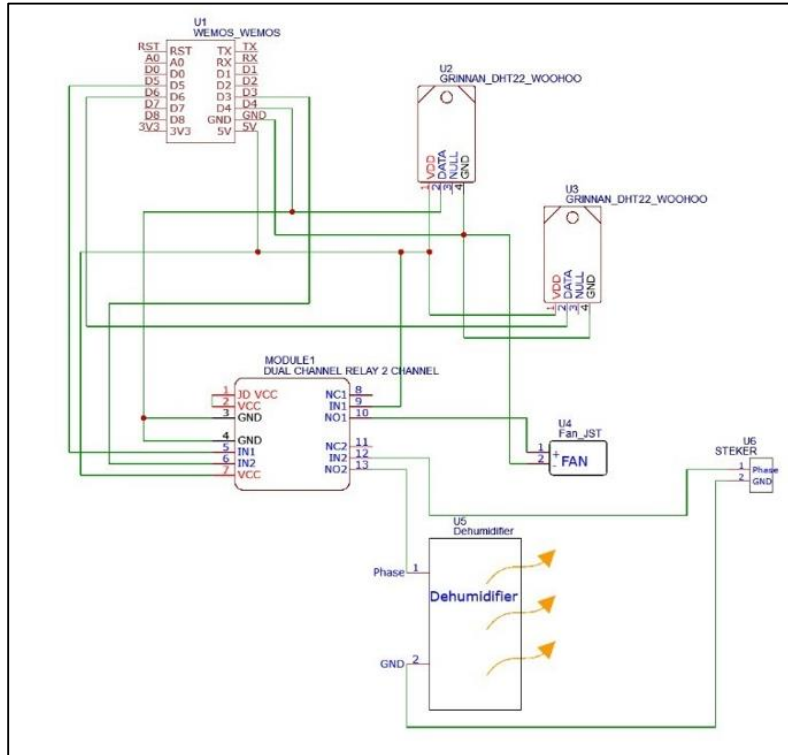 U1
WEMOS_WEMOS
RST RST TX TX
A0 A0 RX RX
D0 D0 D1 D1
D5 D5 D2 D2
D6 D6 D3 D3
D7 D7 D4 D4
D8 D8 GND GND
3V3 3V3 5V 5V
U2
GRINNAN_DHT22_WOOHOO
VDD
DATA
NULL
GND
1 2 3 4
U3
GRINNAN_DHT22_WOOHOO
VDD
DATA
NULL
GND
1 2 3 4
MODULE1
DUAL CHANNEL RELAY 2 CHANNEL
1 JD VCC NC1 8
2 VCC IN1 9
3 GND NO1 10
4 GND NC2 11
5 IN1 IN2 12
6 IN2 NO2 13
7 VCC
U4
Fan_JST
1 +
2 - FAN
U6
STEKER
1 Phase
2 GND
U5
Dehumidifier
Phase 1
Dehumidifier
GND 2